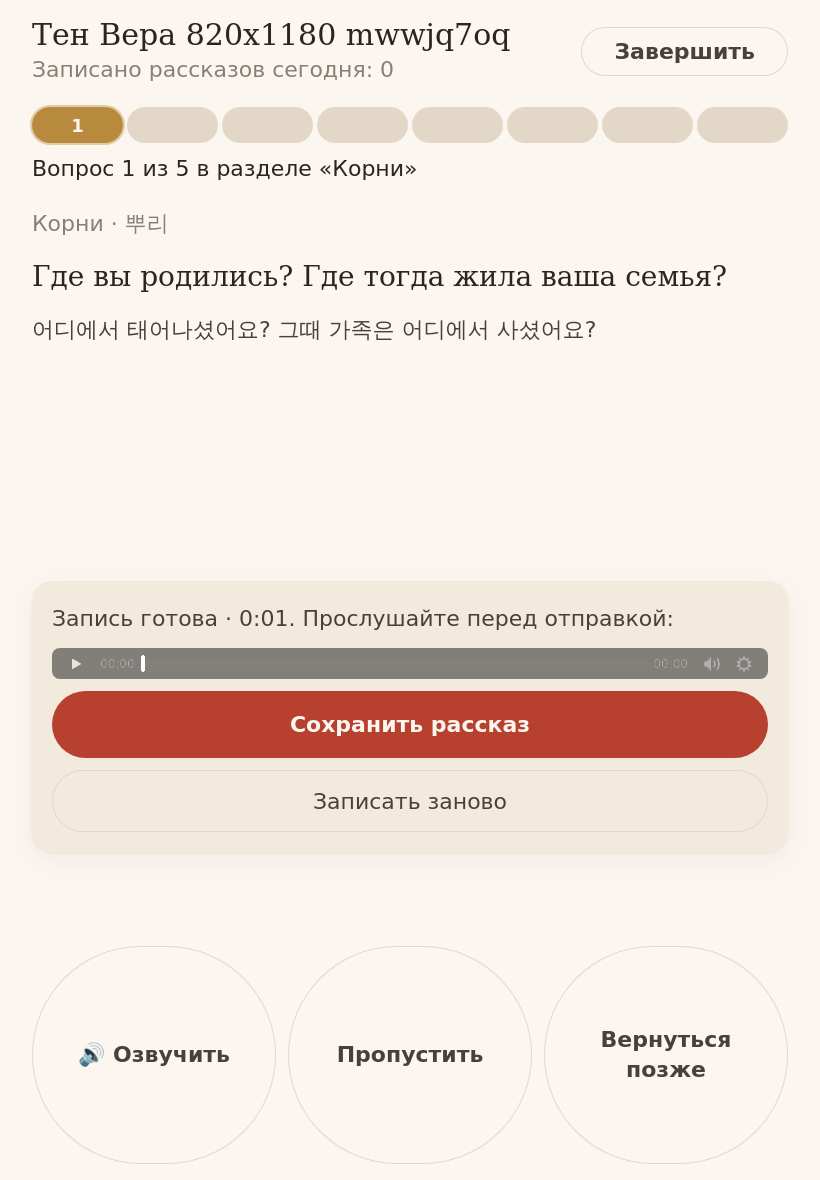 Тен Вера 820x1180 mwwjq7oq
Завершить
Записано рассказов сегодня: 0
1
Вопрос 1 из 5 в разделе «Корни»
Корни · 뿌리
Где вы родились? Где тогда жила ваша семья?
어디에서 태어나셨어요? 그때 가족은 어디에서 사셨어요?
Запись готова · 0:01. Прослушайте перед отправкой:
00:00 00:00
Сохранить рассказ
Записать заново
🔊 Озвучить
Пропустить
Вернуться
позже